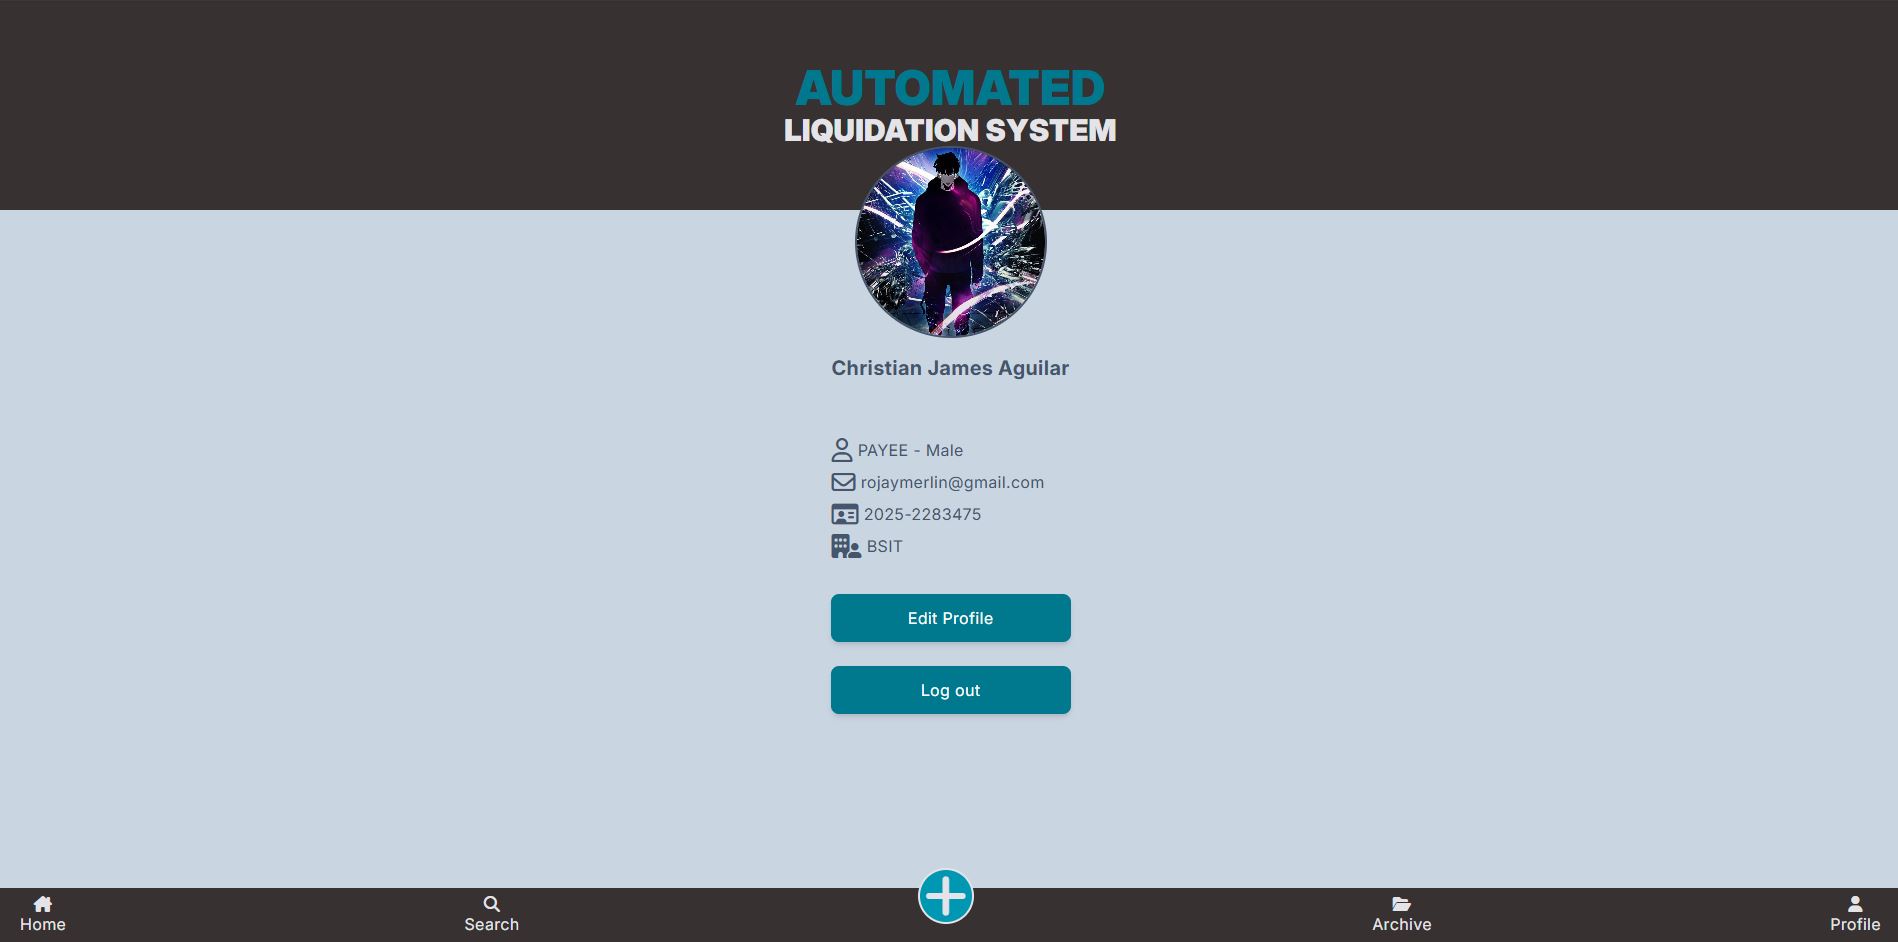 AUTOMATED
LIQUIDATION SYSTEM
Christian James Aguilar
PAYEE - Male
rojaymerlin@gmail.com
2025-2283475
BSIT
Edit Profile
Log out
Home
Search
Archive
Profile